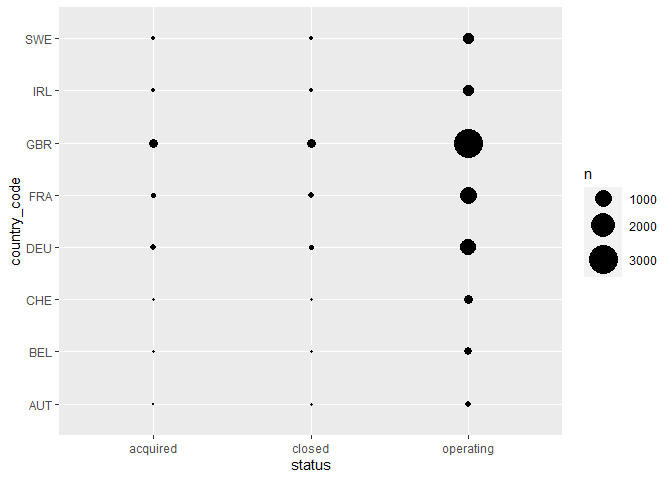 country_code
SWE
IRL
GBR
FRA
DEU
CHE
BEL
AUT
acquired
closed
operating
status
n
1000
2000
3000